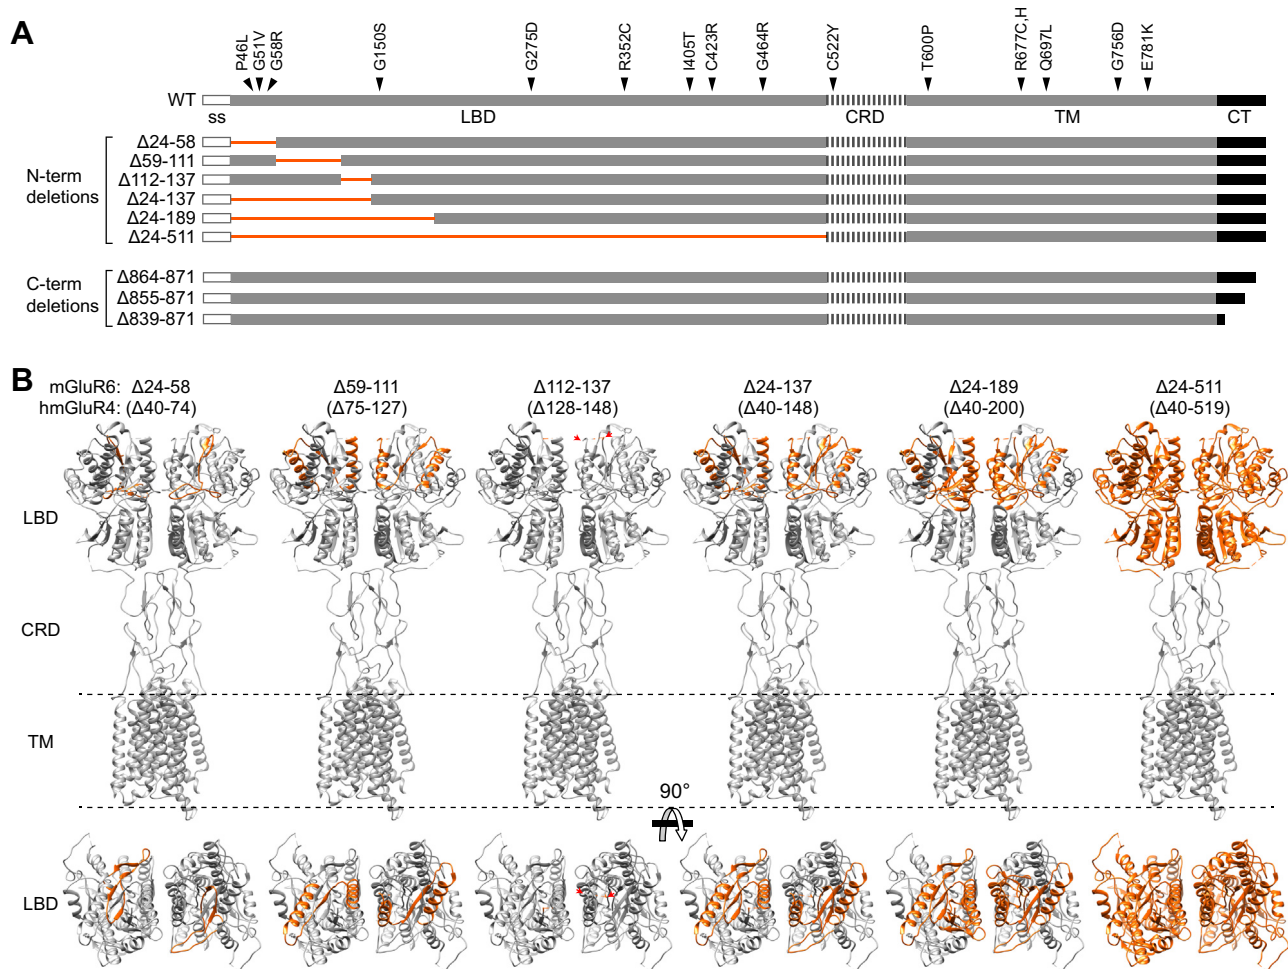 A
P46L
G51V
G58R
G150S
G275D
R352C
I405T
C423R
G464R
C522Y
T600P
R677C,H
Q697L
G756D
E781K
WT
ss
LBD
CRD
TM
CT
N-term
deletions
Δ24-58
Δ59-111
Δ112-137
Δ24-137
Δ24-189
Δ24-511
C-term
deletions
Δ864-871
Δ855-871
Δ839-871
B
mGluR6: Δ24-58 Δ59-111 Δ112-137 Δ24-137 Δ24-189 Δ24-511
hmGluR4: (Δ40-74) (Δ75-127) (Δ128-148) (Δ40-148) (Δ40-200) (Δ40-519)
LBD
CRD
TM
90°
LBD